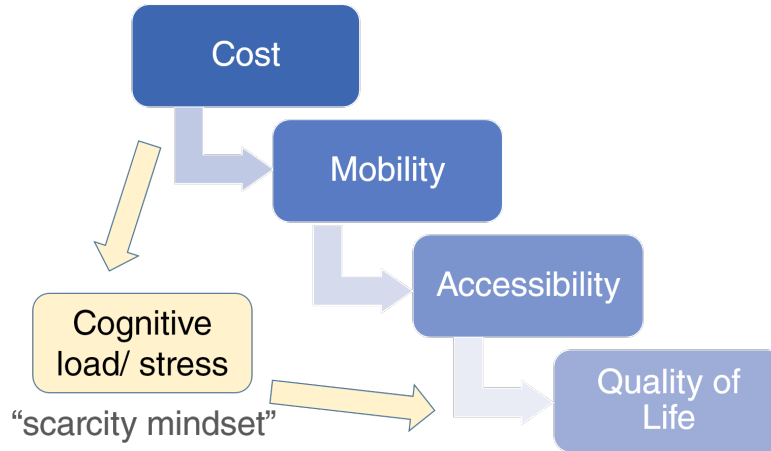 Cost
Mobility
Accessibility
Cognitive
load/ stress
“scarcity mindset”
Quality of
Life